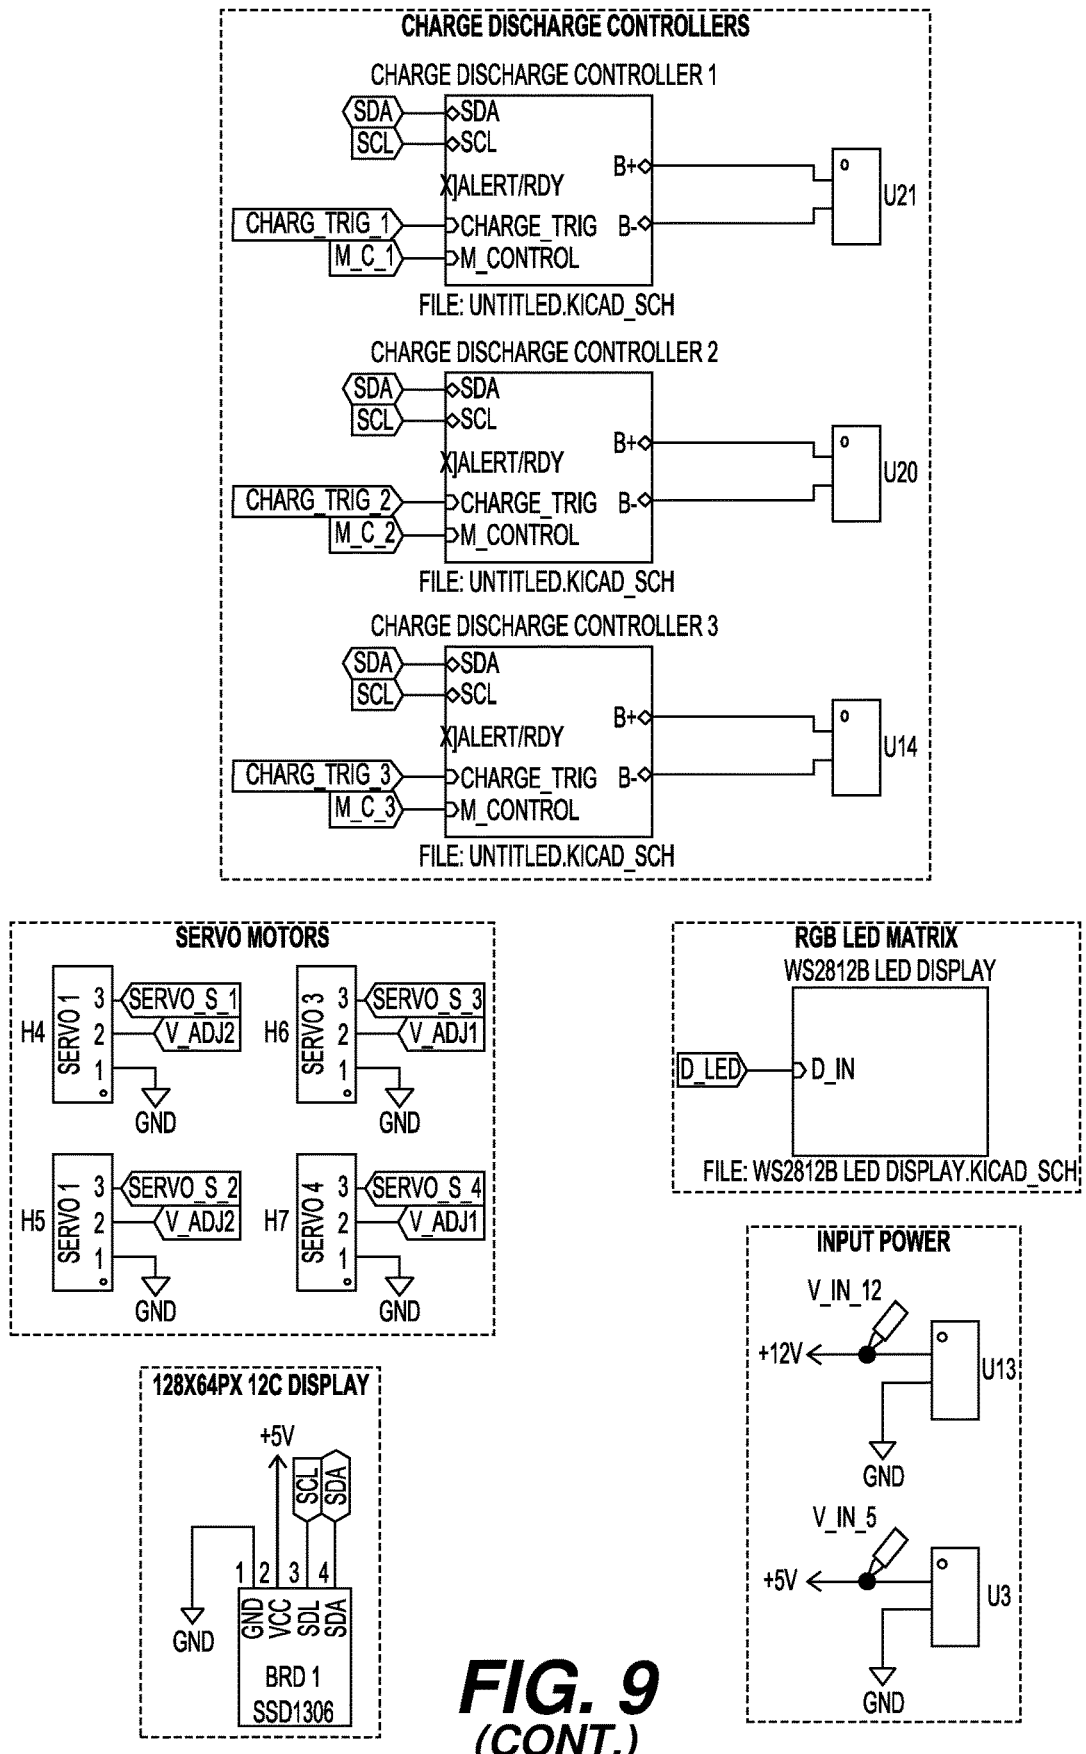 CHARGE DISCHARGE CONTROLLERS
CHARGE DISCHARGE CONTROLLER 1
SDA
SDA
SCL
SCL
B+
X]ALERT/RDY
U21
CHARG_TRIG_1
CHARGE_TRIG
B-
M_C_1
M_CONTROL
FILE: UNTITLED.KICAD_SCH
CHARGE DISCHARGE CONTROLLER 2
SDA
SDA
SCL
SCL
B+
X]ALERT/RDY
U20
CHARG_TRIG_2
CHARGE_TRIG
B-
M_C_2
M_CONTROL
FILE: UNTITLED.KICAD_SCH
CHARGE DISCHARGE CONTROLLER 3
SDA
SDA
SCL
SCL
B+
X]ALERT/RDY
U14
CHARG_TRIG_3
CHARGE_TRIG
B-
M_C_3
M_CONTROL
FILE: UNTITLED.KICAD_SCH
SERVO MOTORS
H4
SERVO 1
3
SERVO_S_1
2
V_ADJ2
1
GND
H6
SERVO 3
3
SERVO_S_3
2
V_ADJ1
1
GND
H5
SERVO 1
3
SERVO_S_2
2
V_ADJ2
1
GND
H7
SERVO 4
3
SERVO_S_4
2
V_ADJ1
1
GND
RGB LED MATRIX
WS2812B LED DISPLAY
D_LED
D_IN
FILE: WS2812B LED DISPLAY.KICAD_SCH
INPUT POWER
V_IN_12
+12V
U13
GND
V_IN_5
+5V
U3
GND
128X64PX 12C DISPLAY
+5V
SCL
SDA
1
2
3
4
GND
GND
VCC
SDL
SDA
BRD 1
SSD1306
FIG. 9
(CONT.)